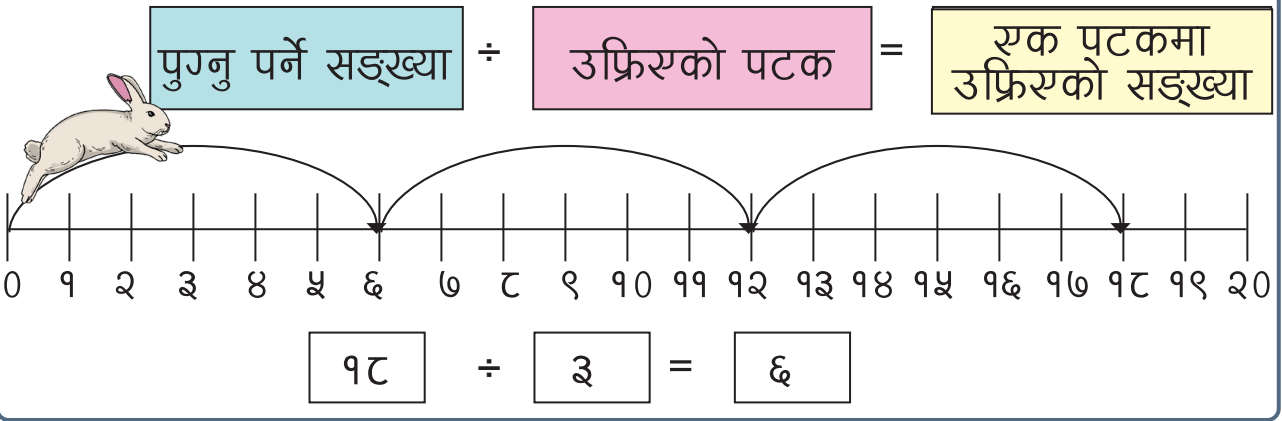 पुग्नु पर्ने सङ्ख्या ÷ उफ्रिएको पटक = एक पटकमा
उफ्रिएको सङ्ख्या
० १ २ ३ ४ ५ ६ ७ ८ ९ १० ११ १२ १३ १४ १५ १६ १७ १८ १९ २०
१८ ÷ ३ = ६